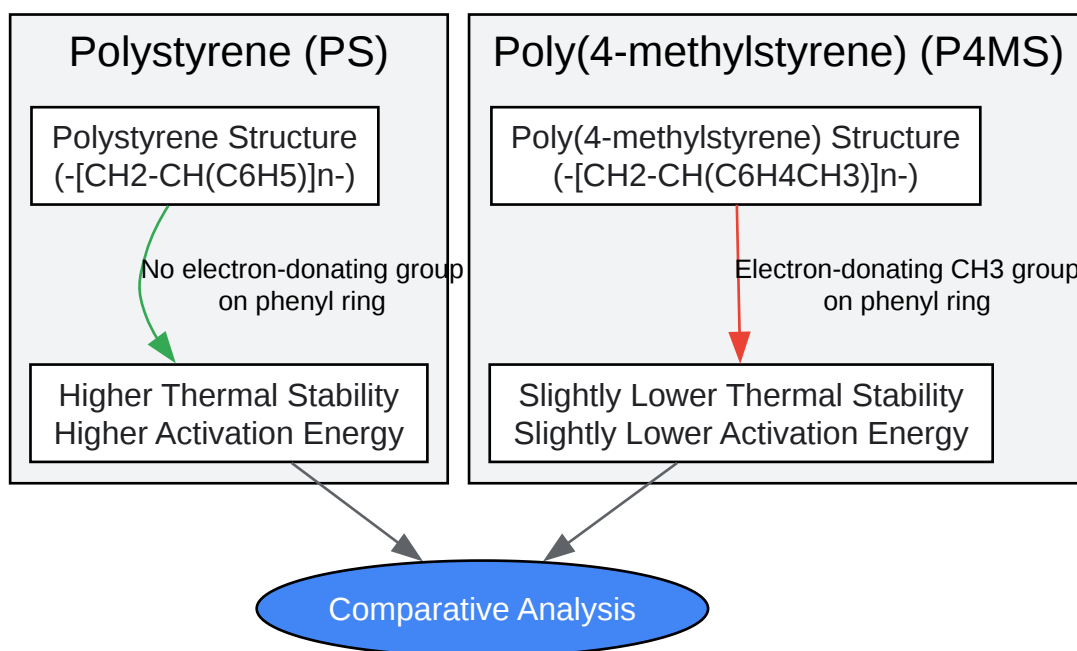 Polystyrene (PS)
Polystyrene Structure
(-[CH2-CH(C6H5)]n-)
No electron-donating group
on phenyl ring
Higher Thermal Stability
Higher Activation Energy
Poly(4-methylstyrene) (P4MS)
Poly(4-methylstyrene) Structure
(-[CH2-CH(C6H4CH3)]n-)
Electron-donating CH3 group
on phenyl ring
Slightly Lower Thermal Stability
Slightly Lower Activation Energy
Comparative Analysis